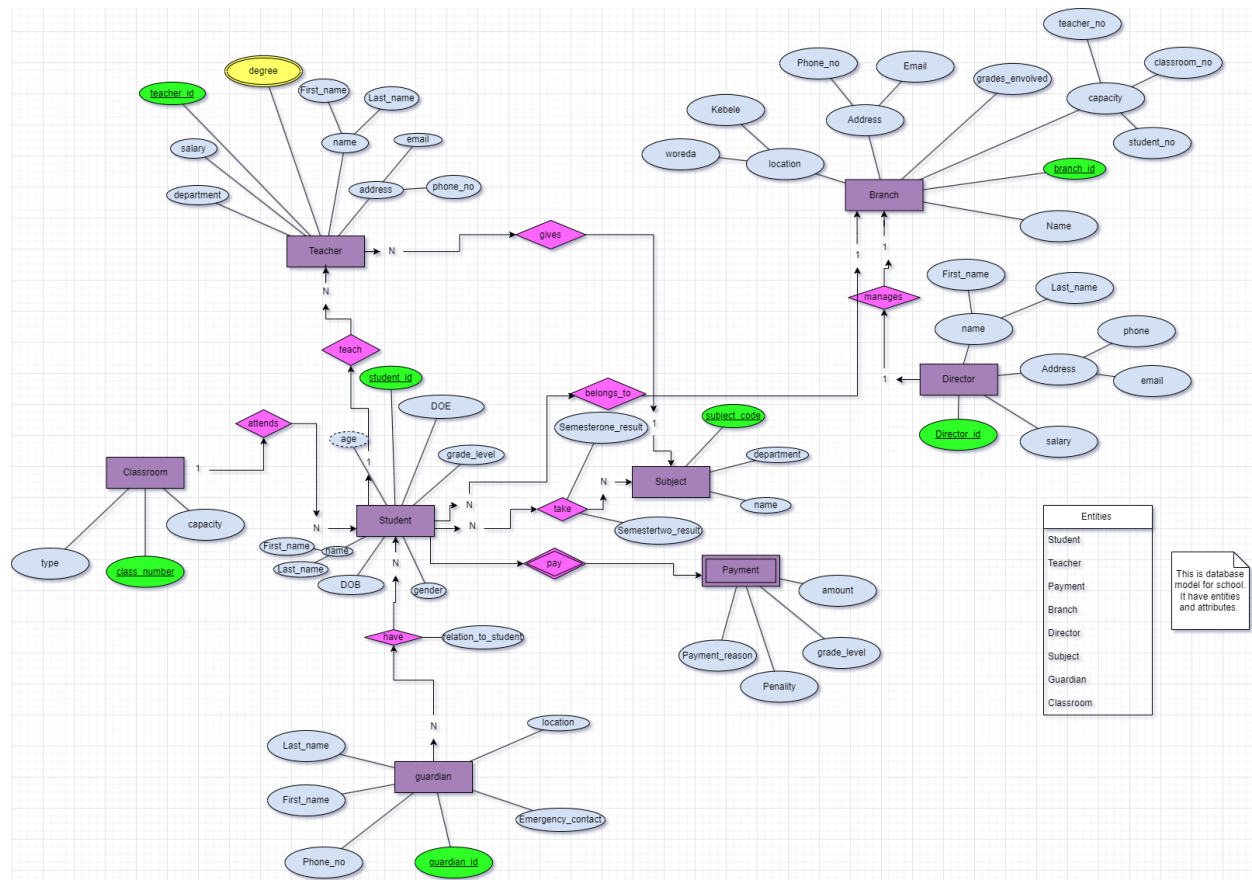 teacher_no
Phone_no
Email
classroom_no
degree
grades_envolved
teacher_id
First_name
Last_name
capacity
Kebele
Address
salary
name
email
woreda
location
student_no
address
phone_no
branch_id
department
Branch
Name
Teacher
N
gives
1
1
First_name
Last_name
N
manages
name
phone
teach
student_id
Director
Address
1
email
belongs_to
DOE
Semesterone_result
subject_code
Director_id
salary
attends
age
grade_level
department
Classroom
1
1
N
Subject
name
capacity
N
Student
N
N
take
Entities
type
class_number
First_name
name
Last_name
DOB
gender
Semestertwo_result
pay
Payment
amount
Student
Teacher
Payment
Branch
Director
Subject
Guardian
Classroom
This is database
model for school.
It have entities
and attributes.
N
have
relation_to_student
Payment_reason
grade_level
Penality
N
1
location
Last_name
guardian
First_name
Emergency_contact
Phone_no
guardian_id